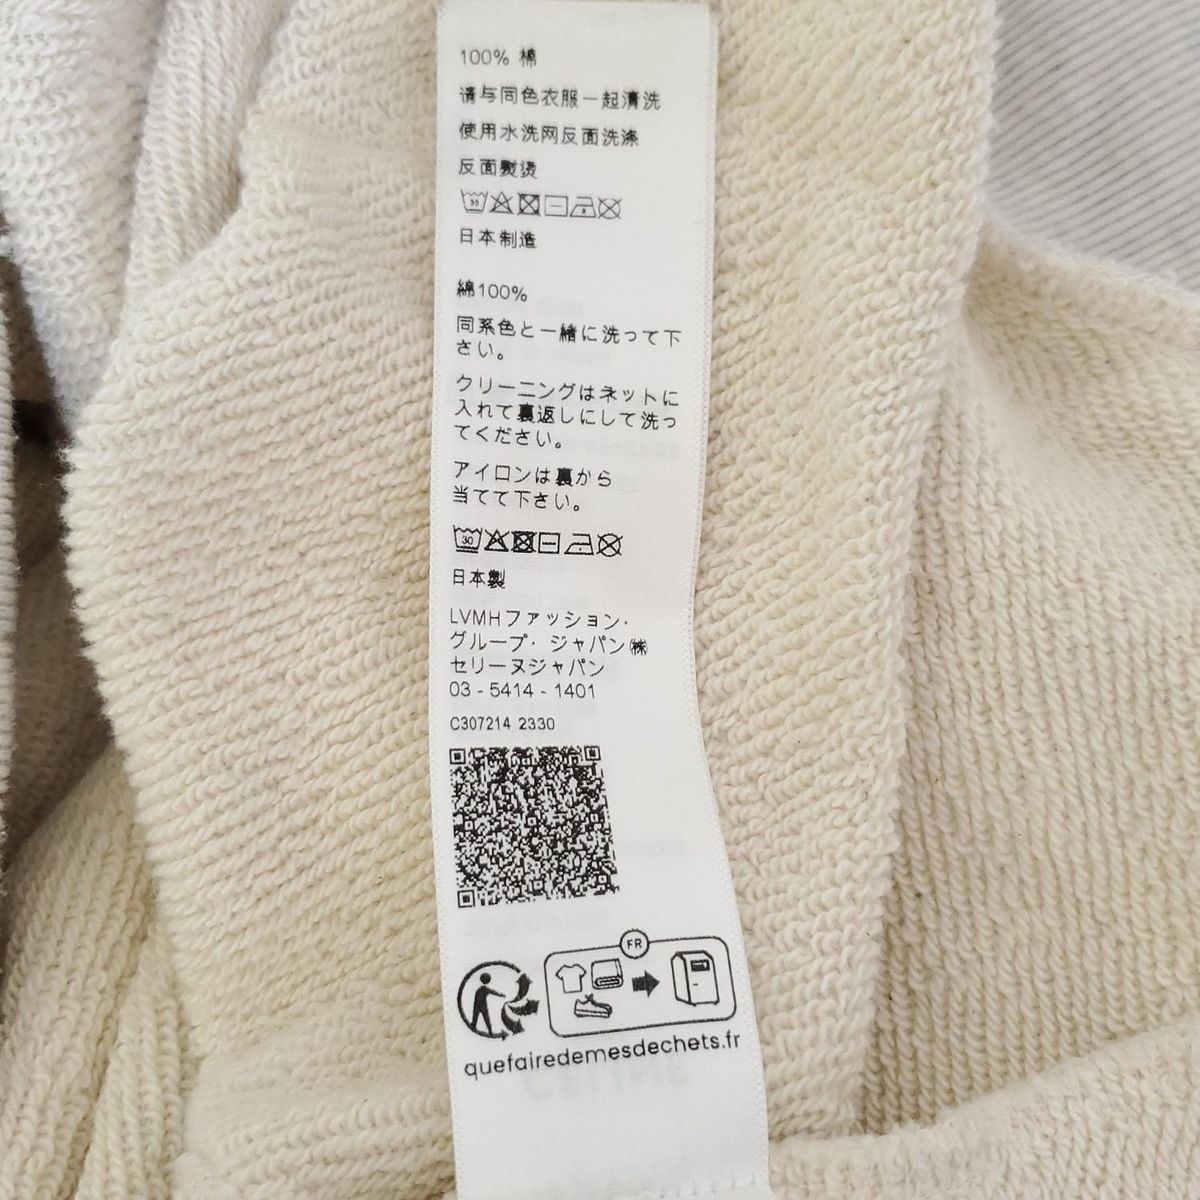 100% 棉
请与同色衣服一起清洗
使用水洗网反面洗涤
反面熨烫
30
日本制造
綿100%
同系色と一緒に洗って下
さい。
クリーニングはネットに
入れて裏返しにして洗っ
てください。
アイロンは裏から
当てて下さい。
30
日本製
LVMHファッション・
グループ・ジャパン㈱
セリーヌジャパン
03 - 5414 - 1401
C307214 2330
FR
quefairedemesdechets.fr
CELINE